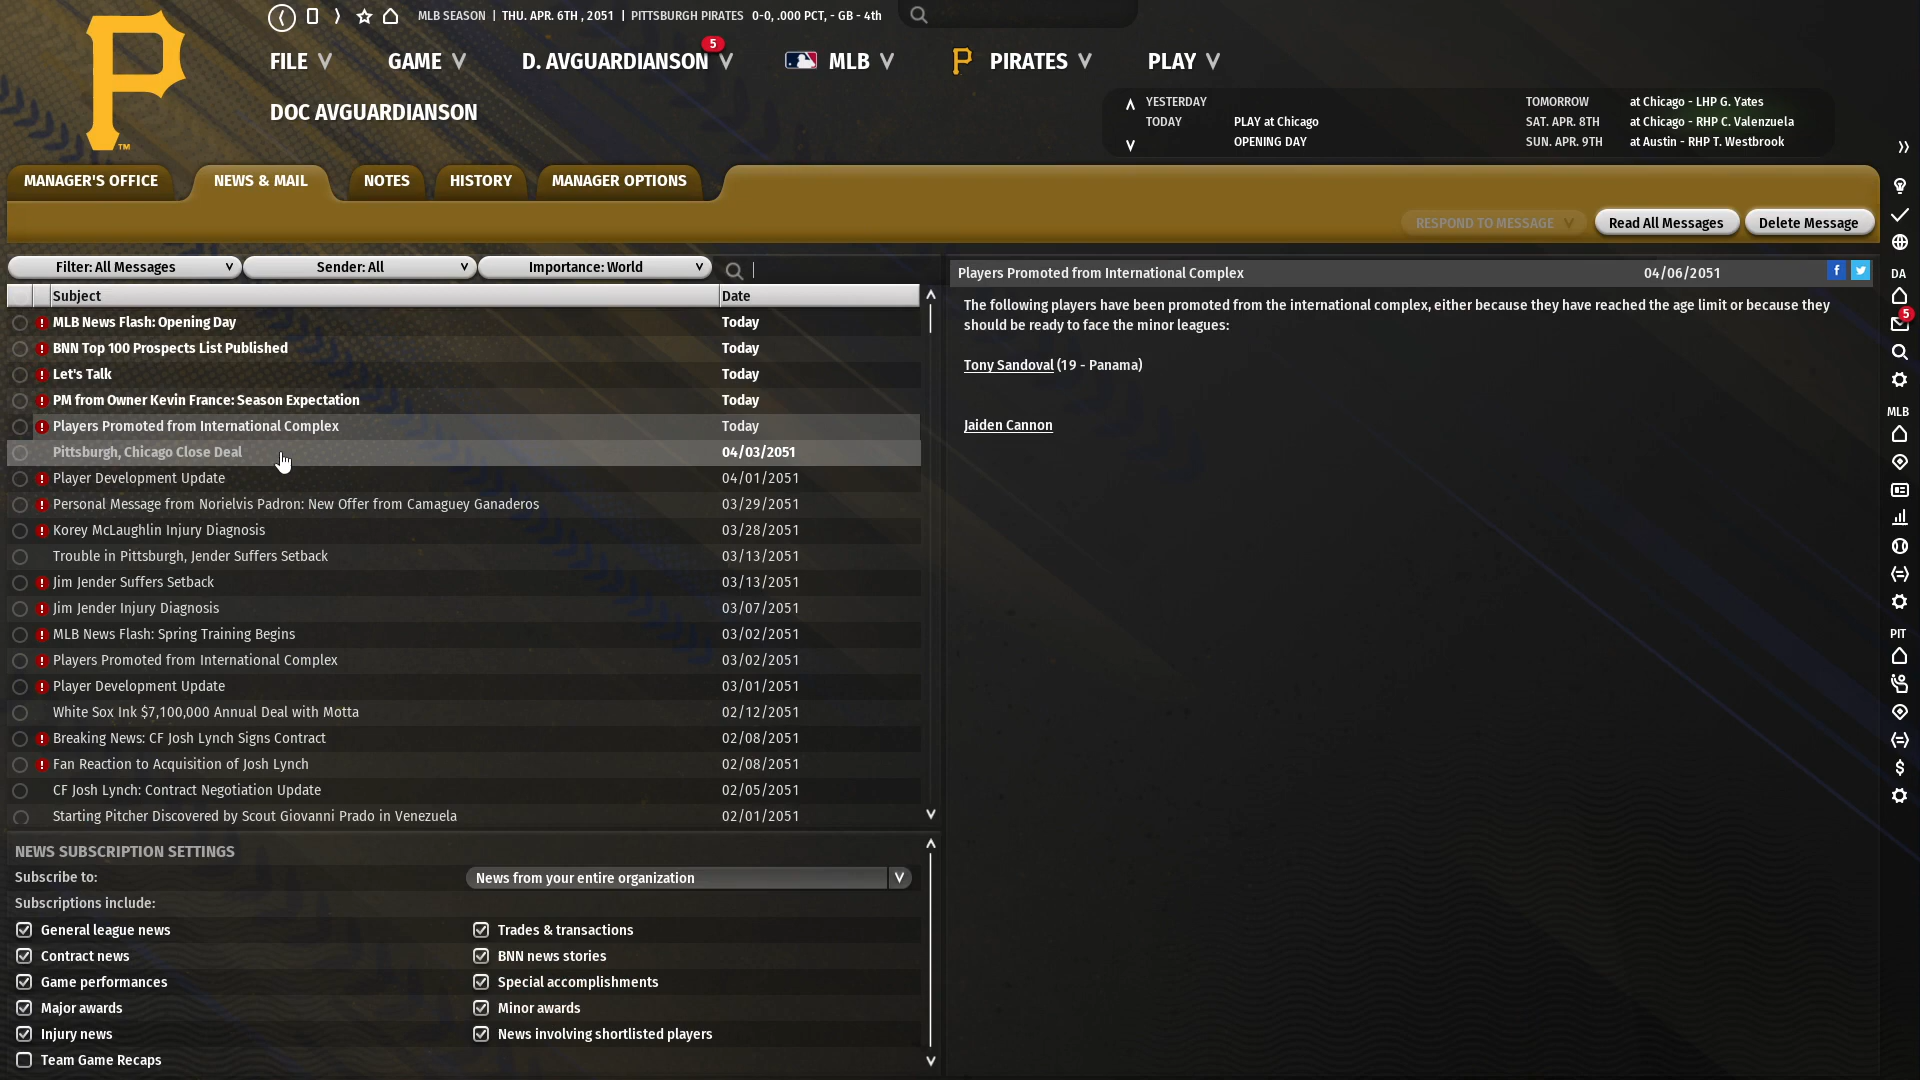 MLB SEASON | THU. APR. 6TH , 2051 | PITTSBURGH PIRATES 0-0, .000 PCT, - GB - 4th
FILE GAME D. AVGUARDIANSON 5 MLB PIRATES PLAY
P
TM
DOC AVGUARDIANSON
YESTERDAY
TODAY PLAY at Chicago
OPENING DAY
TOMORROW at Chicago - LHP G. Yates
SAT. APR. 8TH at Chicago - RHP C. Valenzuela
SUN. APR. 9TH at Austin - RHP T. Westbrook
MANAGER'S OFFICE NEWS & MAIL NOTES HISTORY MANAGER OPTIONS
RESPOND TO MESSAGE Read All Messages Delete Message
Filter: All Messages Sender: All Importance: World
Subject Date
MLB News Flash: Opening Day Today
BNN Top 100 Prospects List Published Today
Let's Talk Today
PM from Owner Kevin France: Season Expectation Today
Players Promoted from International Complex Today
Pittsburgh, Chicago Close Deal 04/03/2051
Player Development Update 04/01/2051
Personal Message from Norielvis Padron: New Offer from Camaguey Ganaderos 03/29/2051
Korey McLaughlin Injury Diagnosis 03/28/2051
Trouble in Pittsburgh, Jender Suffers Setback 03/13/2051
Jim Jender Suffers Setback 03/13/2051
Jim Jender Injury Diagnosis 03/07/2051
MLB News Flash: Spring Training Begins 03/02/2051
Players Promoted from International Complex 03/02/2051
Player Development Update 03/01/2051
White Sox Ink $7,100,000 Annual Deal with Motta 02/12/2051
Breaking News: CF Josh Lynch Signs Contract 02/08/2051
Fan Reaction to Acquisition of Josh Lynch 02/08/2051
CF Josh Lynch: Contract Negotiation Update 02/05/2051
Starting Pitcher Discovered by Scout Giovanni Prado in Venezuela 02/01/2051
NEWS SUBSCRIPTION SETTINGS
Subscribe to: News from your entire organization
Subscriptions include:
General league news Trades & transactions
Contract news BNN news stories
Game performances Special accomplishments
Major awards Minor awards
Injury news News involving shortlisted players
Team Game Recaps
Players Promoted from International Complex 04/06/2051
The following players have been promoted from the international complex, either because they have reached the age limit or because they
should be ready to face the minor leagues:
Tony Sandoval (19 - Panama)
Jaiden Cannon
DA
5
MLB
PIT
$